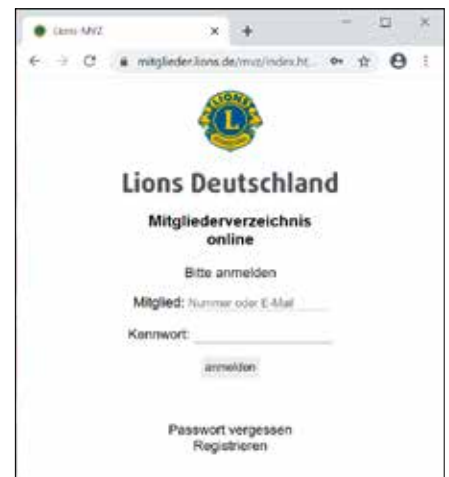 Lions MVZ
mitglieder.lions.de/mvz/index.ht...
LIONS
L
Lions Deutschland
Mitgliederverzeichnis
online
Bitte anmelden
Mitglied: Nummer oder E-Mail
Kennwort:
anmelden
Passwort vergessen
Registrieren